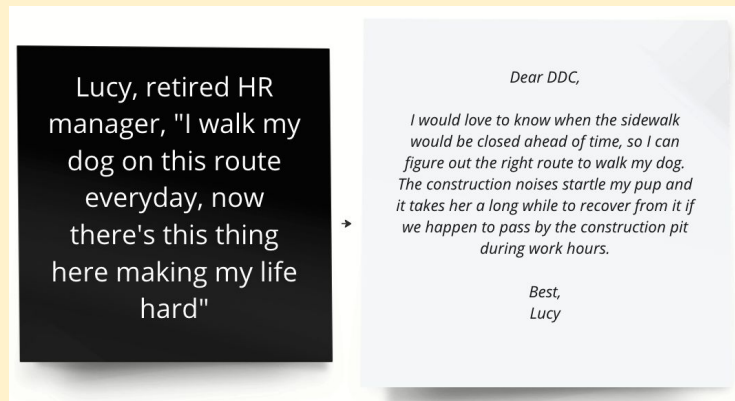 Lucy, retired HR
manager, "I walk my
dog on this route
everyday, now
there's this thing
here making my life
hard"
Dear DDC,
I would love to know when the sidewalk
would be closed ahead of time, so I can
figure out the right route to walk my dog.
The construction noises startle my pup and
it takes her a long while to recover from it if
we happen to pass by the construction pit
during work hours.
Best,
Lucy